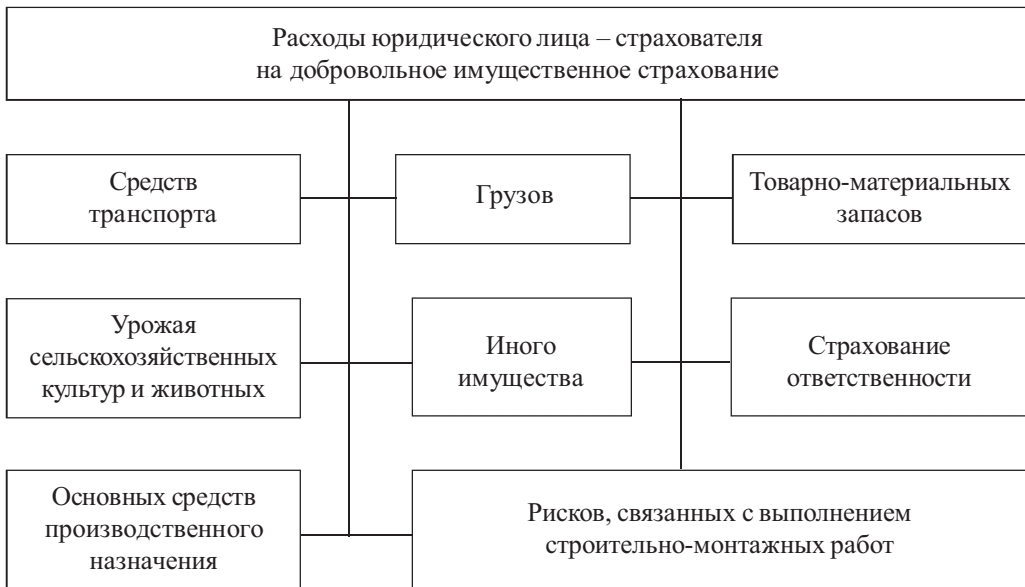 Расходы юридического лица – страхователя
на добровольное имущественное страхование
Средств
транспорта
Грузов
Товарно-материальных
запасов
Урожая
сельскохозяйственных
культур и животных
Иного
имущества
Страхование
ответственности
Основных средств
производственного
назначения
Рисков, связанных с выполнением
строительно-монтажных работ